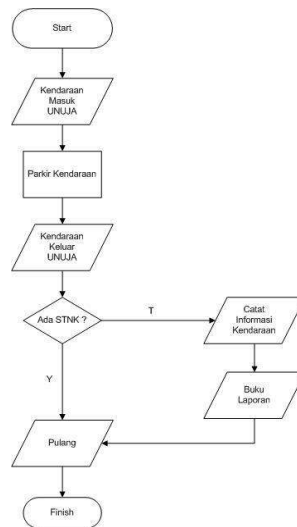 Start
Kendaraan
Masuk
UNUJA
Parkir Kendaraan
Kendaraan
Keluar
UNUJA
Ada STNK ?
T
Catat
Informasi
Kendaraan
Y
Buku
Laporan
Pulang
Finish